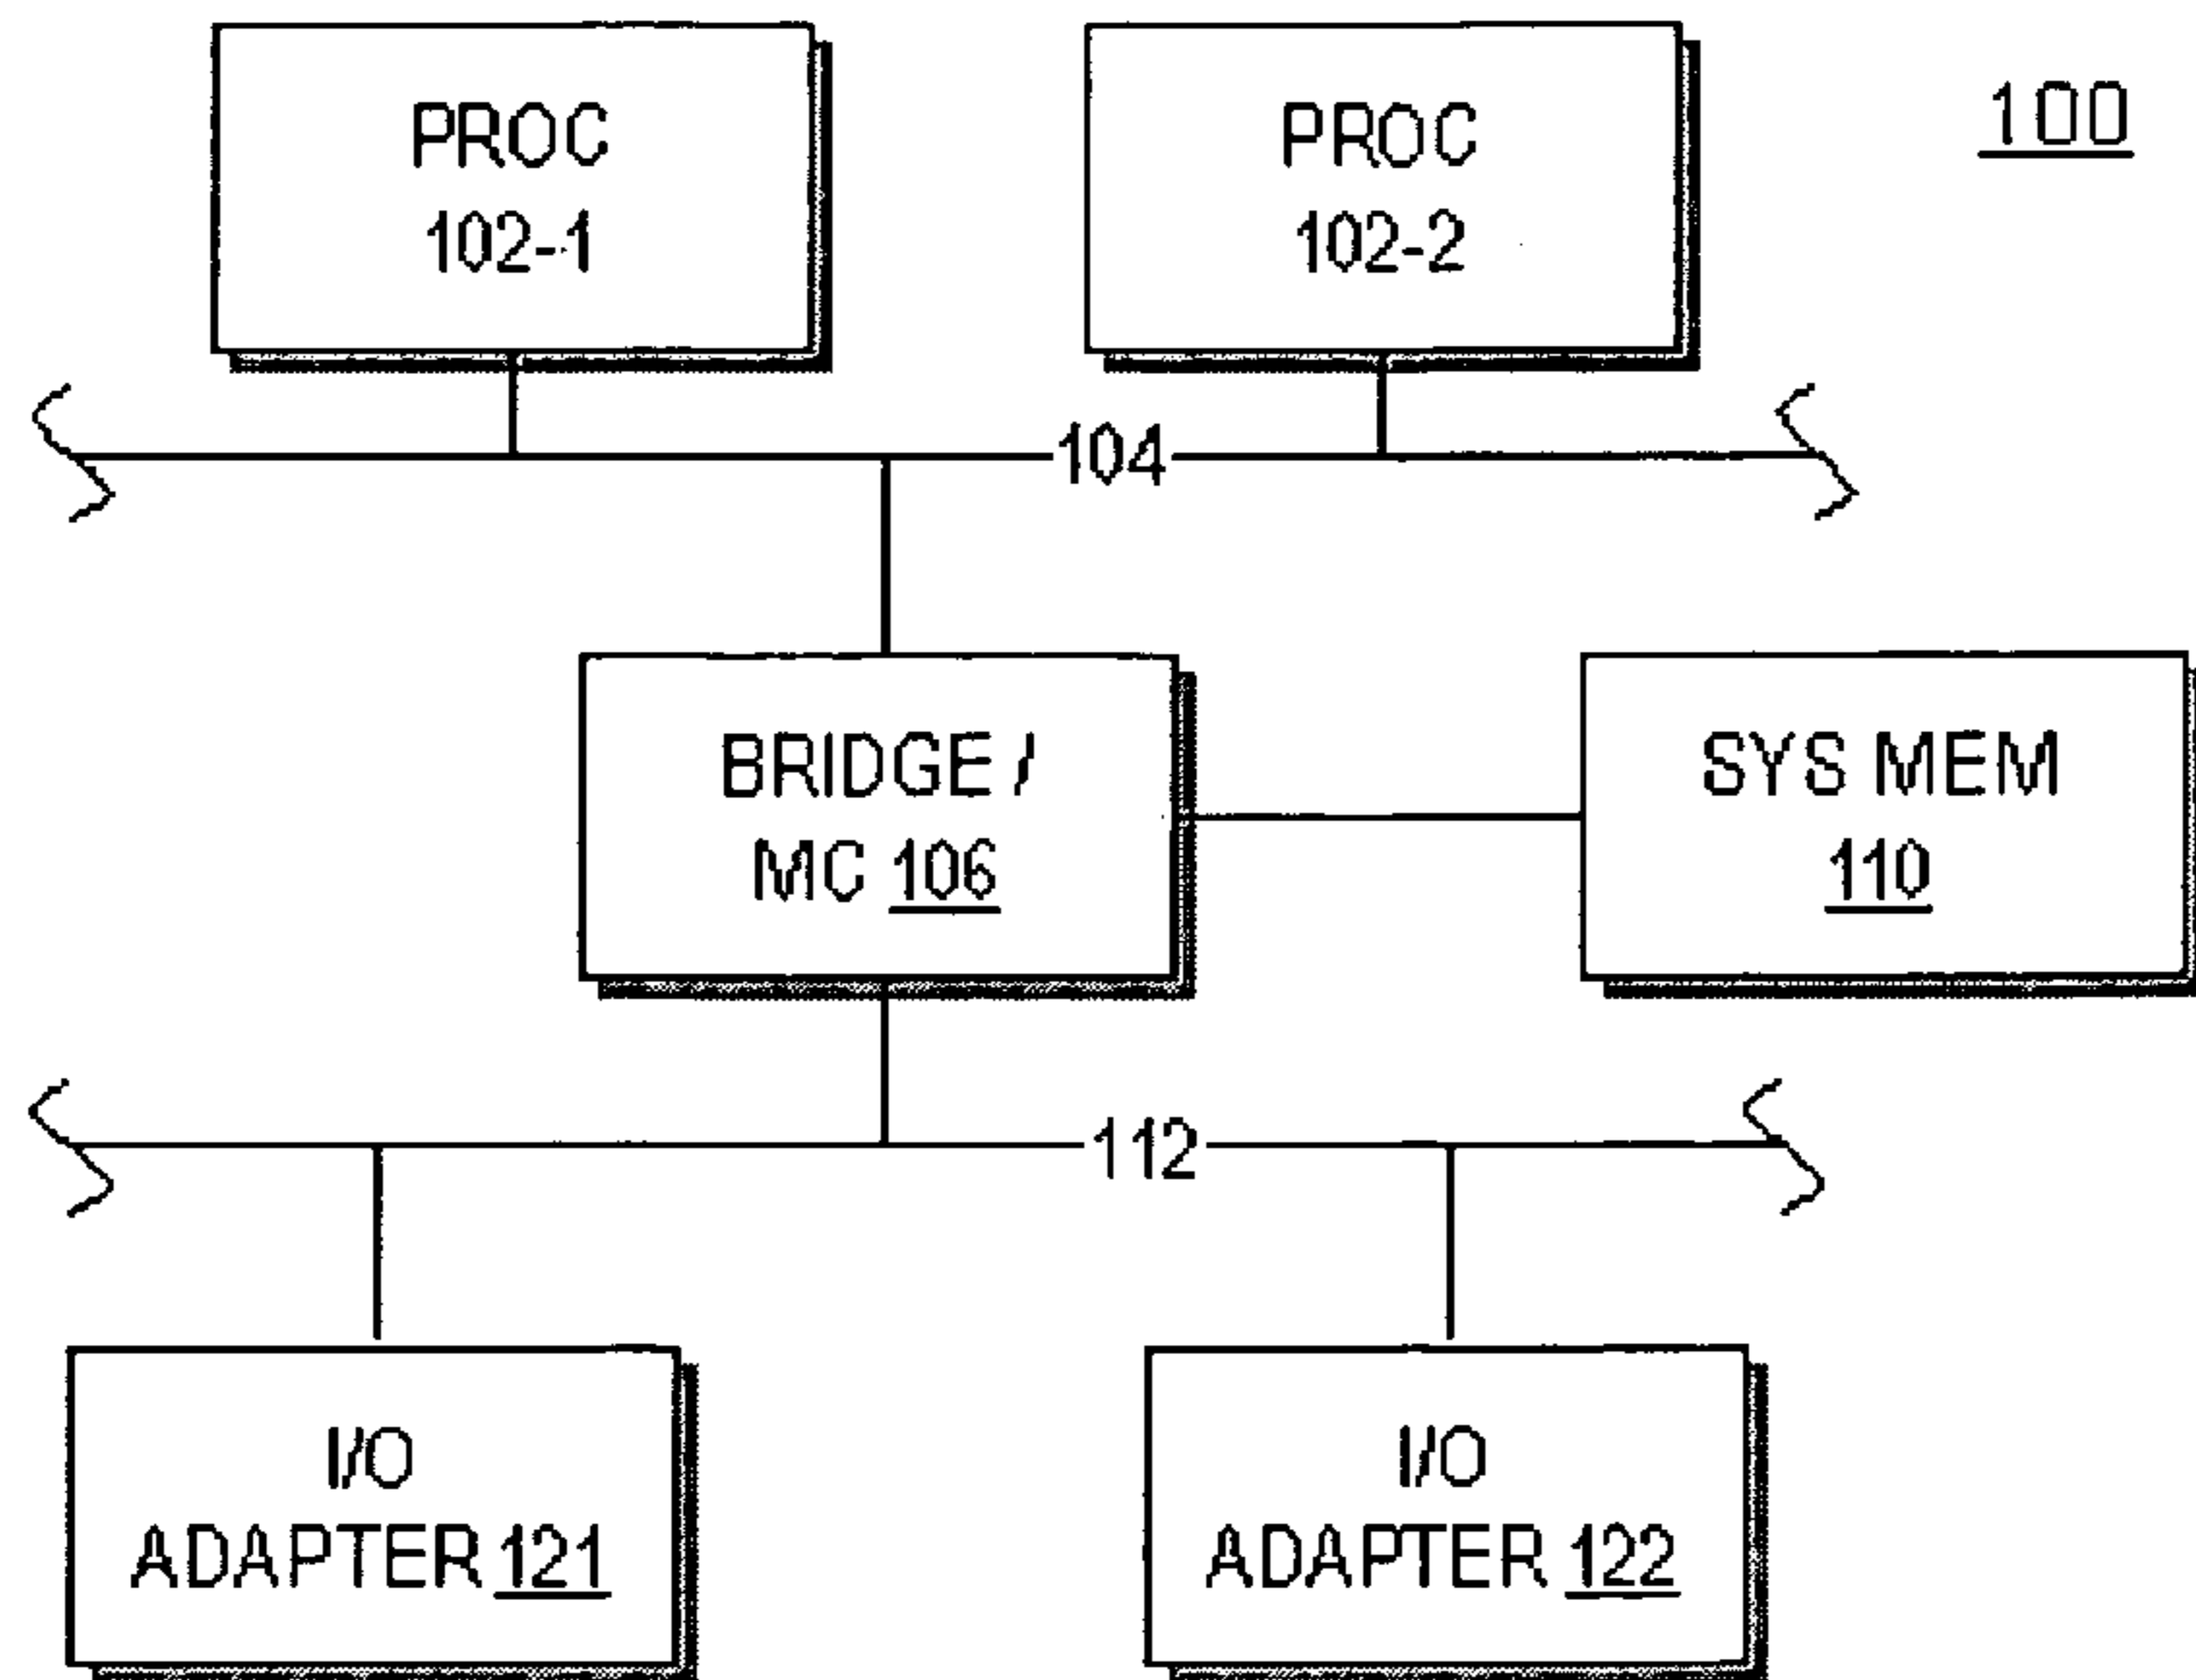 PROC
102-1
PROC
102-2
100
104
BRIDGE /
MC 106
SYS MEM
110
112
I/O
ADAPTER 121
I/O
ADAPTER 122